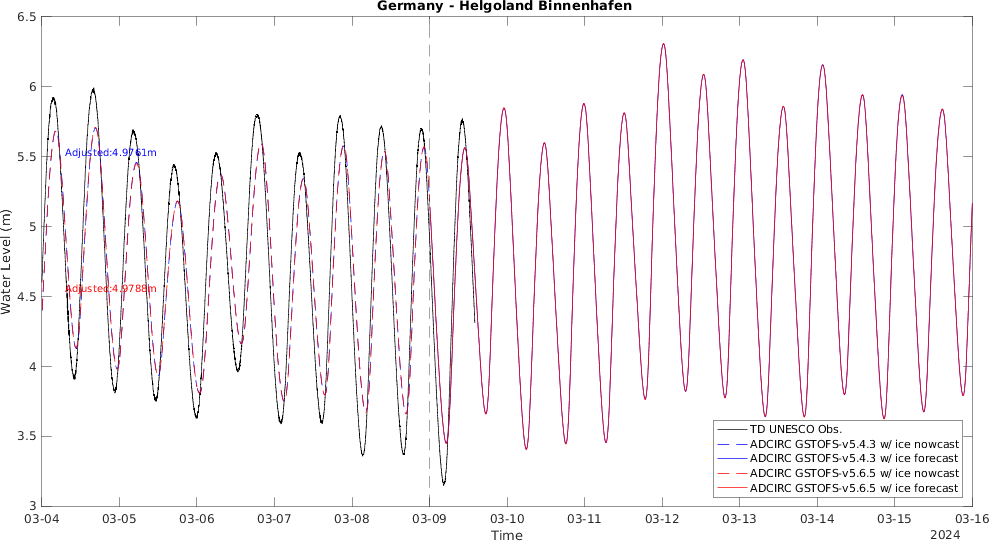 Germany - Helgoland Binnenhafen
6.5
6
5.5
5
4.5
4
3.5
3
Water Level (m)
Adjusted:4.9761m
Adjusted:4.9788m
TD UNESCO Obs.
ADCIRC GSTOFS-v5.4.3 w/ ice nowcast
ADCIRC GSTOFS-v5.4.3 w/ ice forecast
ADCIRC GSTOFS-v5.6.5 w/ ice nowcast
ADCIRC GSTOFS-v5.6.5 w/ ice forecast
03-04 03-05 03-06 03-07 03-08 03-09 03-10 03-11 03-12 03-13 03-14 03-15 03-16
Time
2024